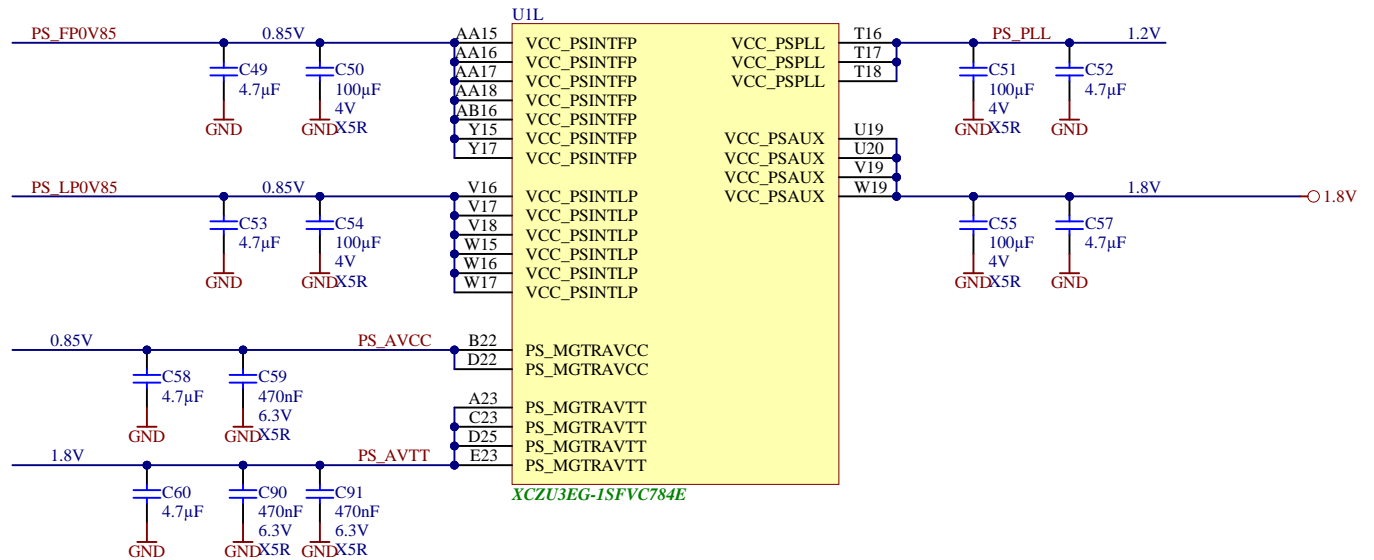 U1L
PS_FP0V85 0.85V AA15 VCC_PSINTFP VCC_PSPLL T16 PS_PLL 1.2V
AA16 VCC_PSINTFP VCC_PSPLL T17
AA17 VCC_PSINTFP VCC_PSPLL T18
AA18 VCC_PSINTFP
AB16 VCC_PSINTFP
Y15 VCC_PSINTFP
Y17 VCC_PSINTFP
C49
4.7µF
GND
C50
100µF
4V
X5R
GND
C51
100µF
4V
X5R
GND
C52
4.7µF
GND
VCC_PSAUX U19
VCC_PSAUX U20
VCC_PSAUX V19
VCC_PSAUX W19 1.8V 1.8V
PS_LP0V85 0.85V V16 VCC_PSINTLP
V17 VCC_PSINTLP
V18 VCC_PSINTLP
W15 VCC_PSINTLP
W16 VCC_PSINTLP
W17 VCC_PSINTLP
C53
4.7µF
GND
C54
100µF
4V
X5R
GND
C55
100µF
4V
X5R
GND
C57
4.7µF
GND
0.85V PS_AVCC B22 PS_MGTRAVCC
D22 PS_MGTRAVCC
C58
4.7µF
GND
C59
470nF
6.3V
X5R
GND
A23 PS_MGTRAVTT
C23 PS_MGTRAVTT
D25 PS_MGTRAVTT
1.8V PS_AVTT E23 PS_MGTRAVTT
C60
4.7µF
GND
C90
470nF
6.3V
X5R
GND
C91
470nF
6.3V
X5R
GND
XCZU3EG-1SFVC784E